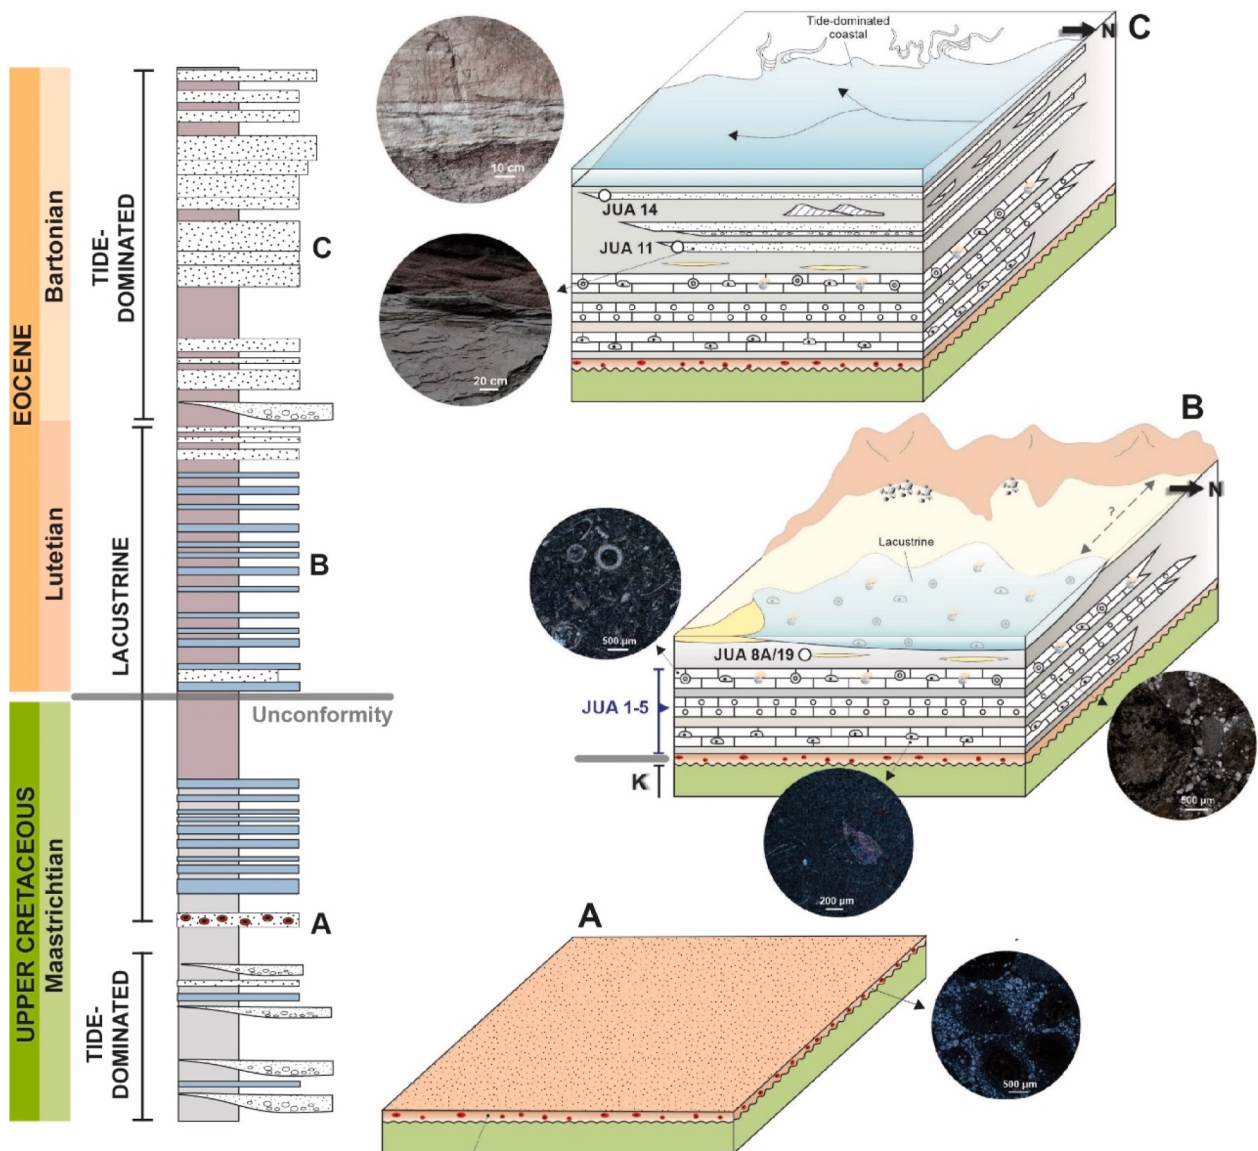 EOCENE
Bartonian
Lutetian
UPPER CRETACEOUS
Maastrichtian
TIDE-
DOMINATED
LACUSTRINE
TIDE-
DOMINATED
C
B
A
Unconformity
10 cm
20 cm
Tide-dominated
coastal
N
C
JUA 14
JUA 11
B
N
?
Lacustrine
500 µm
JUA 8A/19
JUA 1-5
K
500 µm
200 µm
A
500 µm